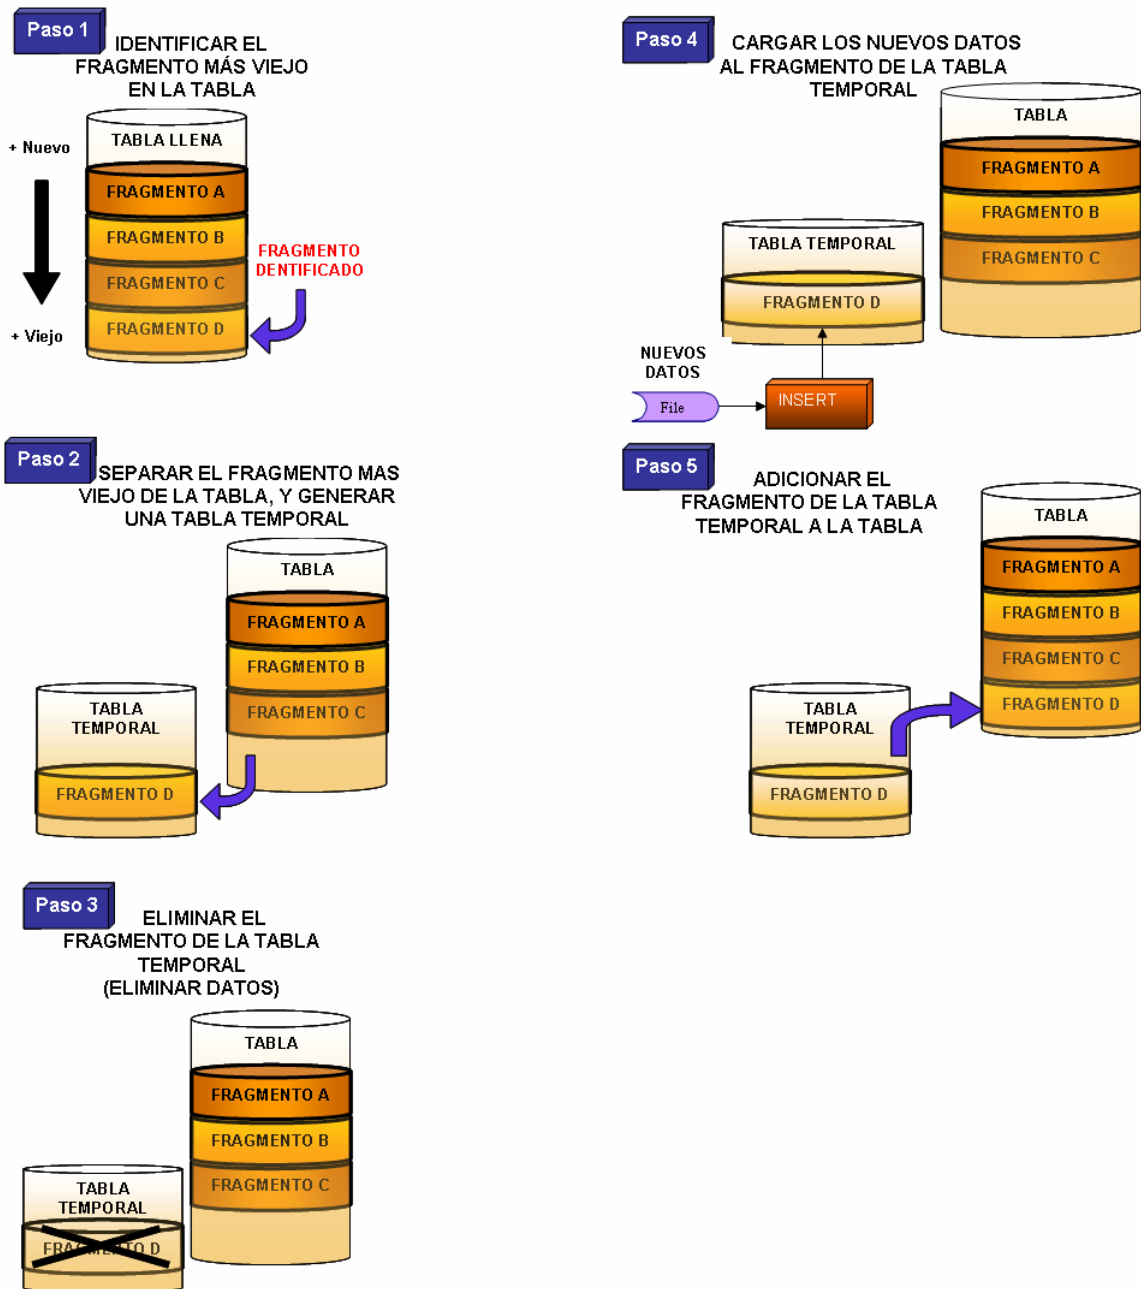 Paso 1
IDENTIFICAR EL
FRAGMENTO MÁS VIEJO
EN LA TABLA
+ Nuevo
+ Viejo
TABLA LLENA
FRAGMENTO A
FRAGMENTO B
FRAGMENTO C
FRAGMENTO D
FRAGMENTO
DENTIFICADO
Paso 2
SEPARAR EL FRAGMENTO MAS
VIEJO DE LA TABLA, Y GENERAR
UNA TABLA TEMPORAL
TABLA
FRAGMENTO A
FRAGMENTO B
FRAGMENTO C
TABLA
TEMPORAL
FRAGMENTO D
Paso 3
ELIMINAR EL
FRAGMENTO DE LA TABLA
TEMPORAL
(ELIMINAR DATOS)
TABLA
FRAGMENTO A
FRAGMENTO B
FRAGMENTO C
TABLA
TEMPORAL
FRAGMENTO D
Paso 4
CARGAR LOS NUEVOS DATOS
AL FRAGMENTO DE LA TABLA
TEMPORAL
TABLA
FRAGMENTO A
FRAGMENTO B
FRAGMENTO C
TABLA TEMPORAL
FRAGMENTO D
NUEVOS
DATOS
File
INSERT
Paso 5
ADICIONAR EL
FRAGMENTO DE LA TABLA
TEMPORAL A LA TABLA
TABLA
FRAGMENTO A
FRAGMENTO B
FRAGMENTO C
FRAGMENTO D
TABLA
TEMPORAL
FRAGMENTO D